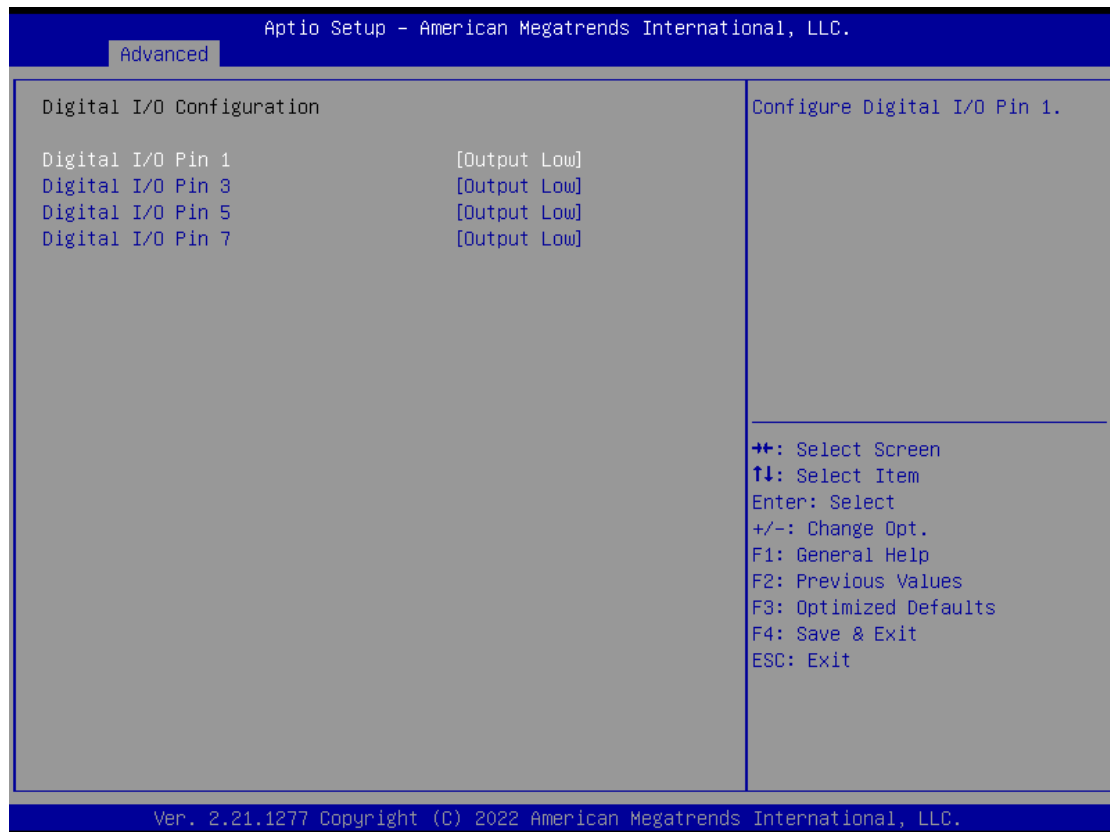 Aptio Setup – American Megatrends International, LLC.
Advanced
Digital I/O Configuration
Digital I/O Pin 1 [Output Low]
Digital I/O Pin 3 [Output Low]
Digital I/O Pin 5 [Output Low]
Digital I/O Pin 7 [Output Low]
Configure Digital I/O Pin 1.
→←: Select Screen
↑↓: Select Item
Enter: Select
+/-: Change Opt.
F1: General Help
F2: Previous Values
F3: Optimized Defaults
F4: Save & Exit
ESC: Exit
Ver. 2.21.1277 Copyright (C) 2022 American Megatrends International, LLC.